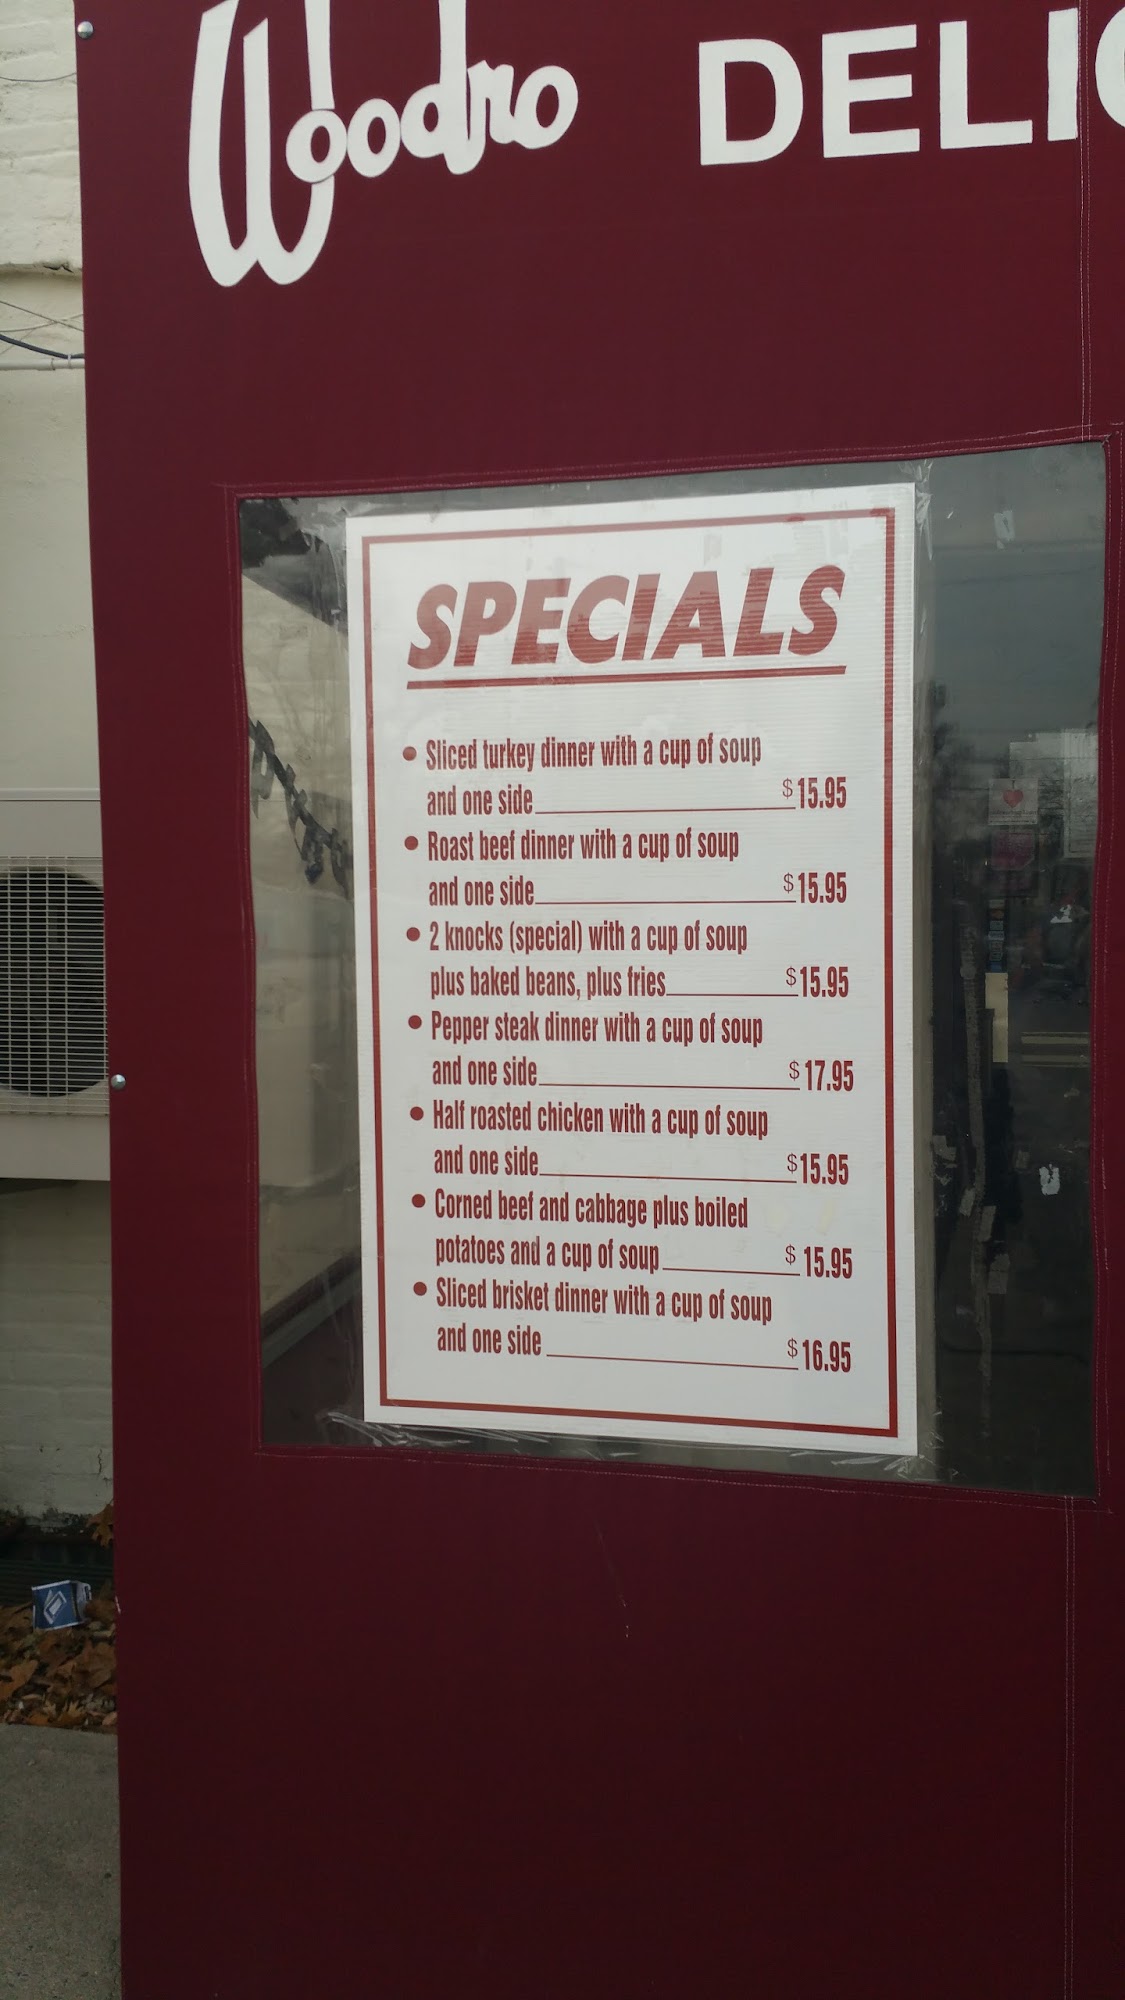 Woodro DELI
SPECIALS
• Sliced turkey dinner with a cup of soup
and one side $15.95
• Roast beef dinner with a cup of soup
and one side $15.95
• 2 knocks (special) with a cup of soup
plus baked beans, plus fries $15.95
• Pepper steak dinner with a cup of soup
and one side $17.95
• Half roasted chicken with a cup of soup
and one side $15.95
• Corned beef and cabbage plus boiled
potatoes and a cup of soup $15.95
• Sliced brisket dinner with a cup of soup
and one side $16.95